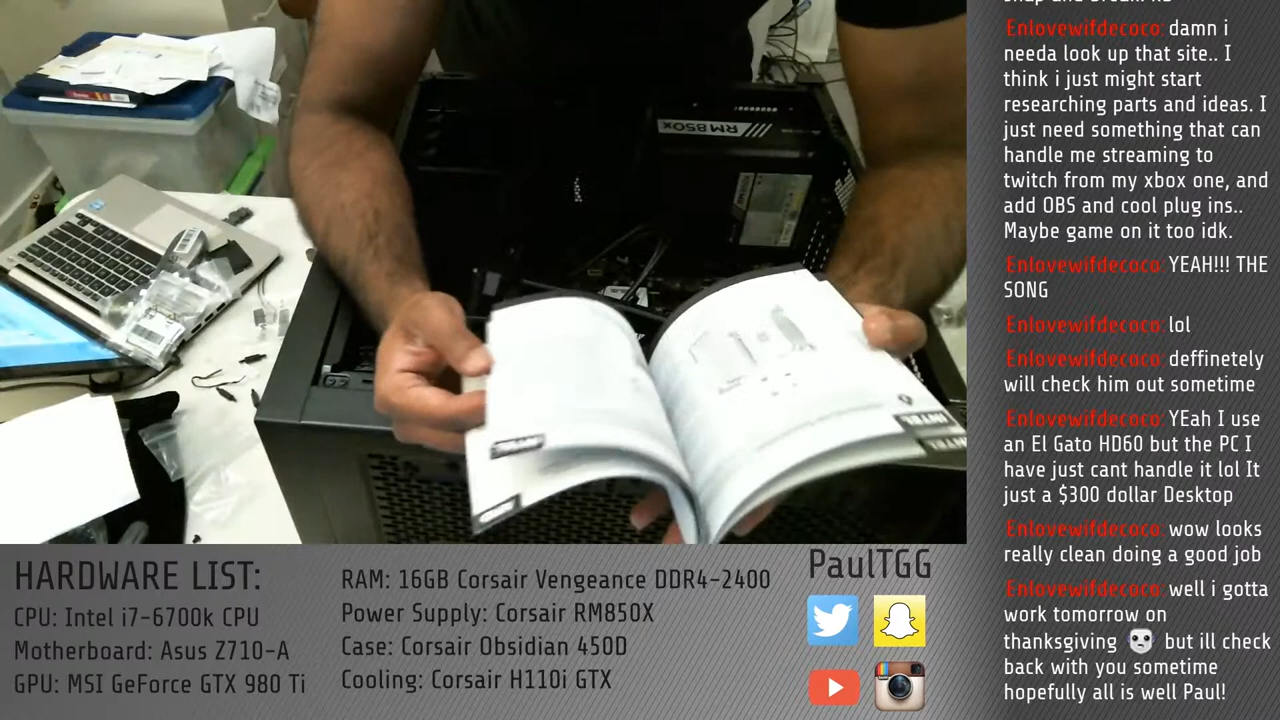 RM850x
Enlovewifdecoco: damn i
needa look up that site.. I
think i just might start
researching parts and ideas. I
just need something that can
handle me streaming to
twitch from my xbox one, and
add OBS and cool plug ins..
Maybe game on it too idk.
Enlovewifdecoco: YEAH!!! THE
SONG
Enlovewifdecoco: lol
Enlovewifdecoco: deffinetely
will check him out sometime
Enlovewifdecoco: YEah I use
an El Gato HD60 but the PC I
have just cant handle it lol It
just a $300 dollar Desktop
Enlovewifdecoco: wow looks
really clean doing a good job
Enlovewifdecoco: well i gotta
work tomorrow on
thanksgiving but ill check
back with you sometime
hopefully all is well Paul!
HARDWARE LIST:
CPU: Intel i7-6700k CPU
Motherboard: Asus Z710-A
GPU: MSI GeForce GTX 980 Ti
RAM: 16GB Corsair Vengeance DDR4-2400
Power Supply: Corsair RM850X
Case: Corsair Obsidian 450D
Cooling: Corsair H110i GTX
PaulTGG